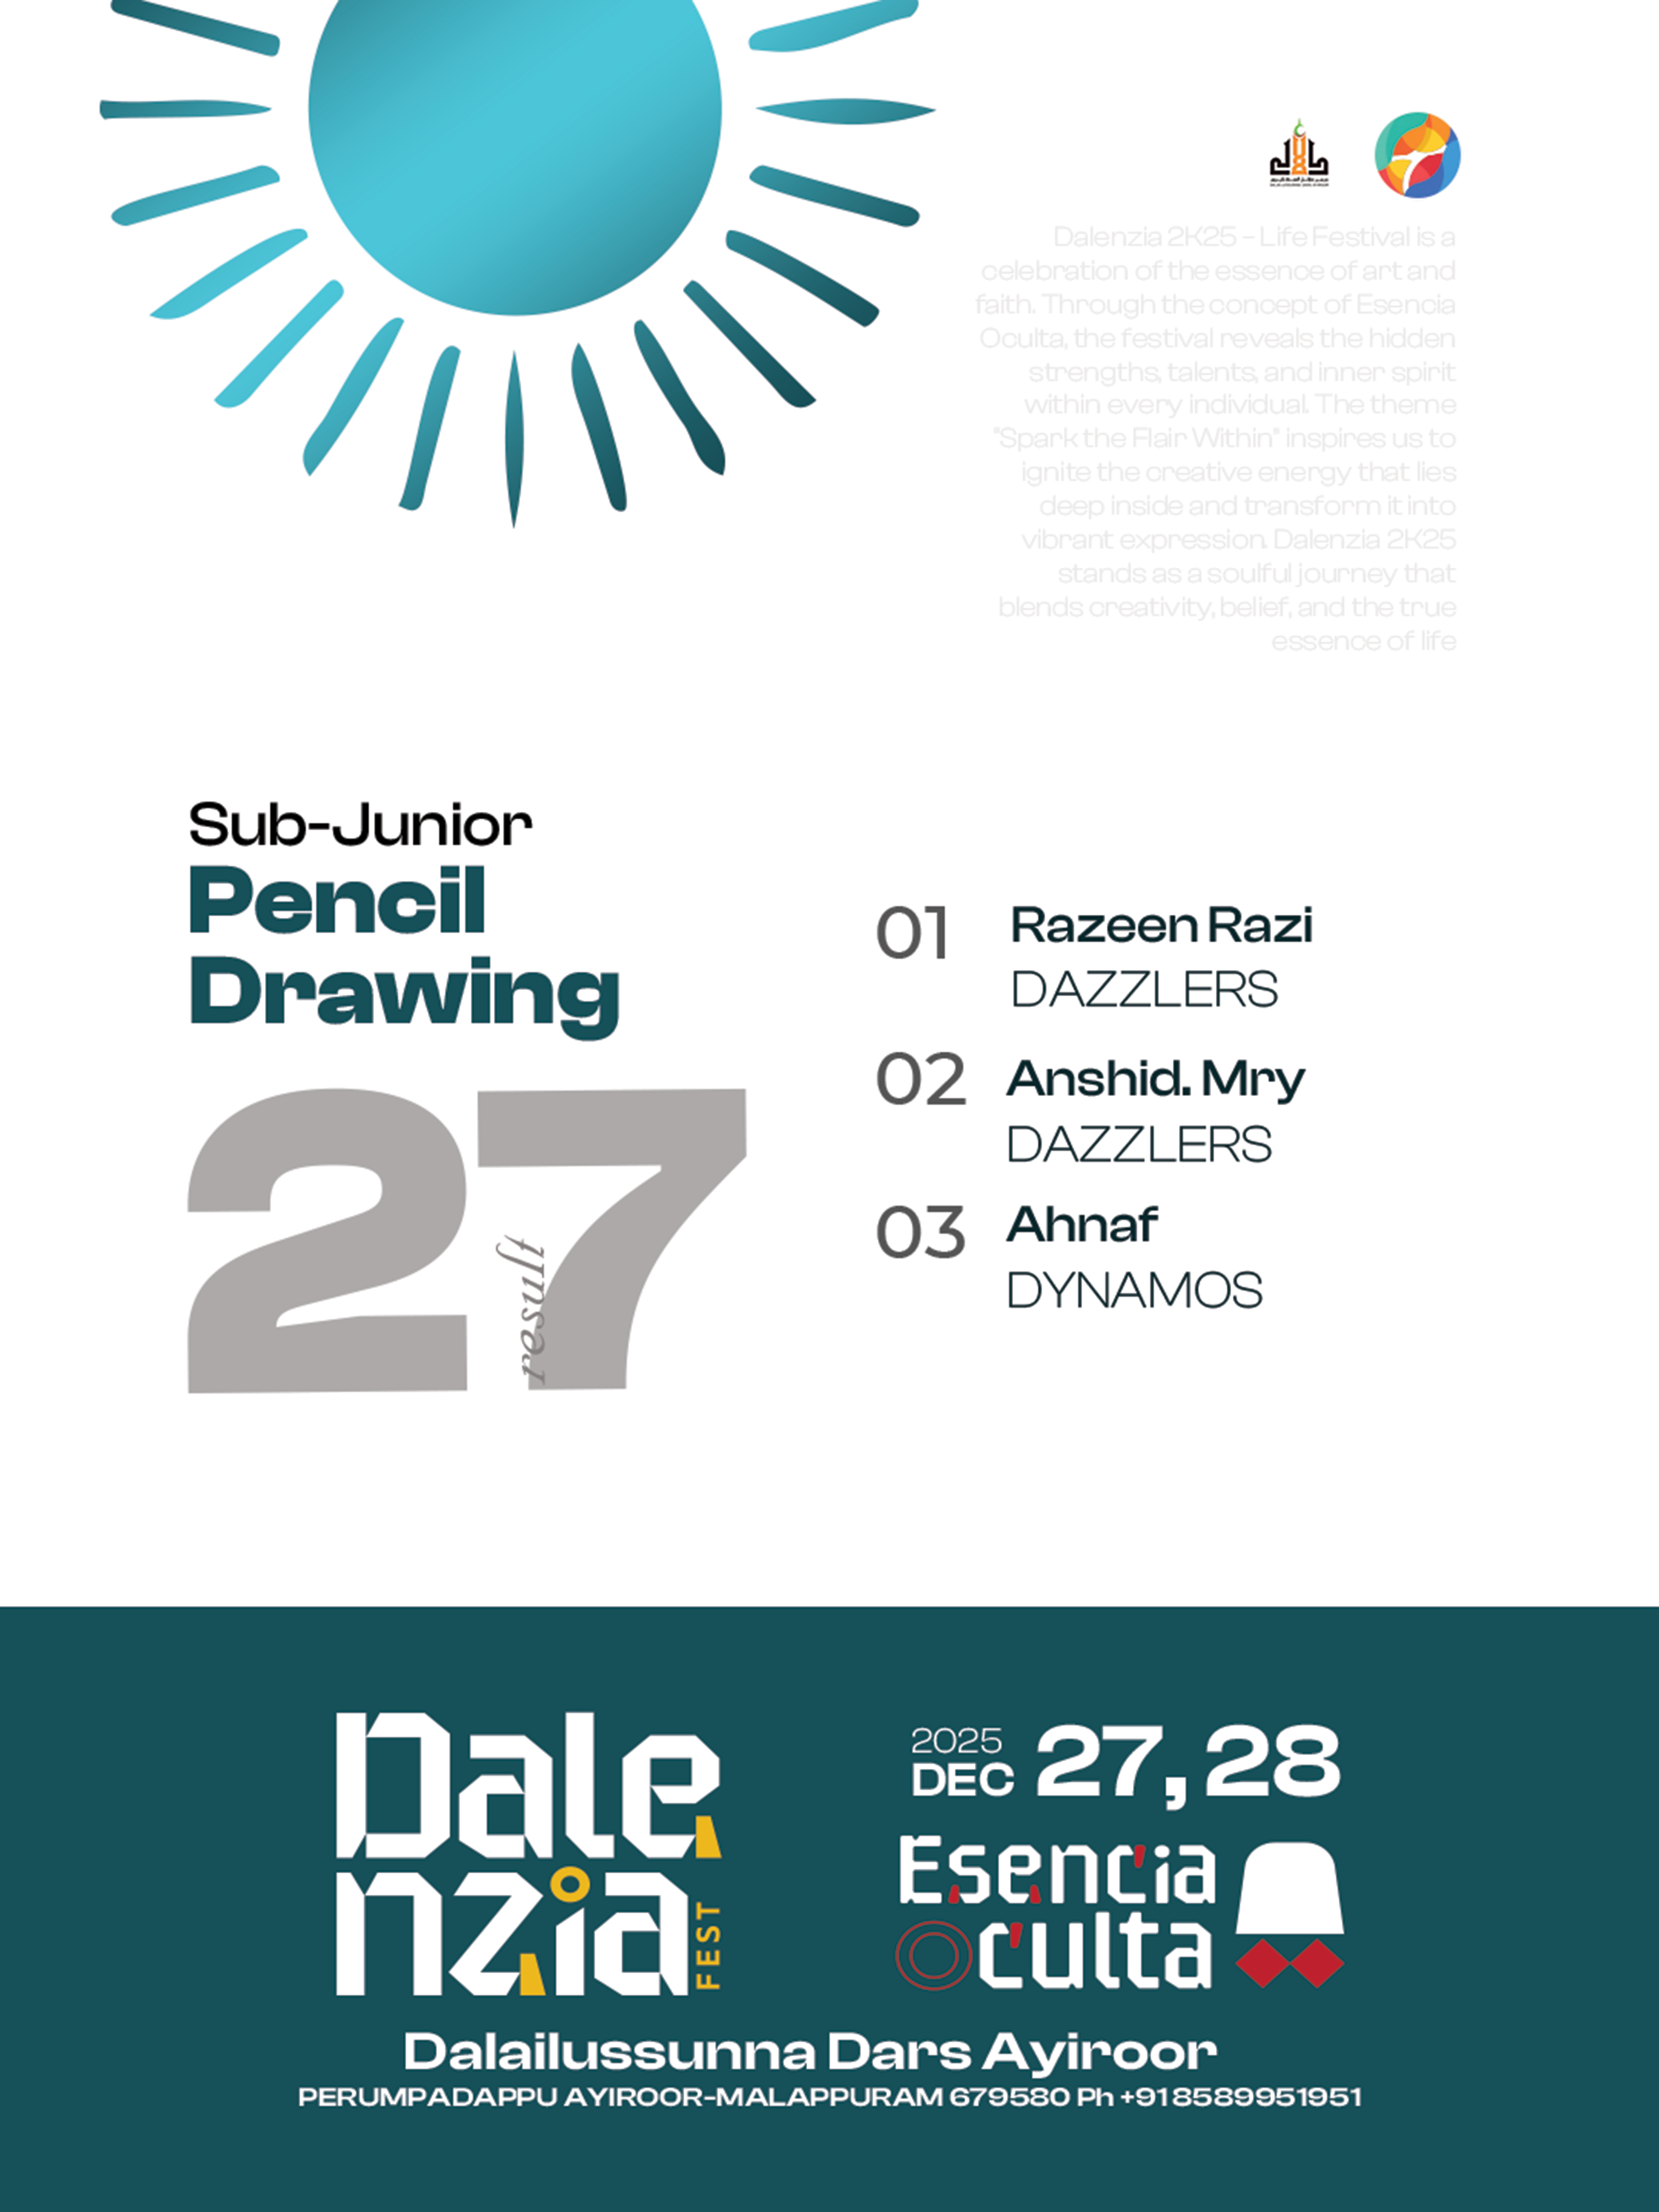 Dalenzia 2K25 - Life Festival is a
celebration of the essence of art and
faith. Through the concept of Esencia
Oculta, the festival reveals the hidden
strengths, talents, and inner spirit
within every individual. The theme
"Spark the Flair Within" inspires us to
ignite the creative energy that lies
deep inside and transform it into
vibrant expression. Dalenzia 2K25
stands as a soulful journey that
blends creativity, belief, and the true
essence of life
Sub-Junior
Pencil
Drawing
27
result
01 Razeen Razi
DAZZLERS
02 Anshid. Mry
DAZZLERS
03 Ahnaf
DYNAMOS
Dale
nzia
FEST
2025
DEC 27, 28
Esencia
Oculta
Dalailussunna Dars Ayiroor
PERUMPADAPPU AYIROOR-MALAPPURAM 679580 Ph +918589951951